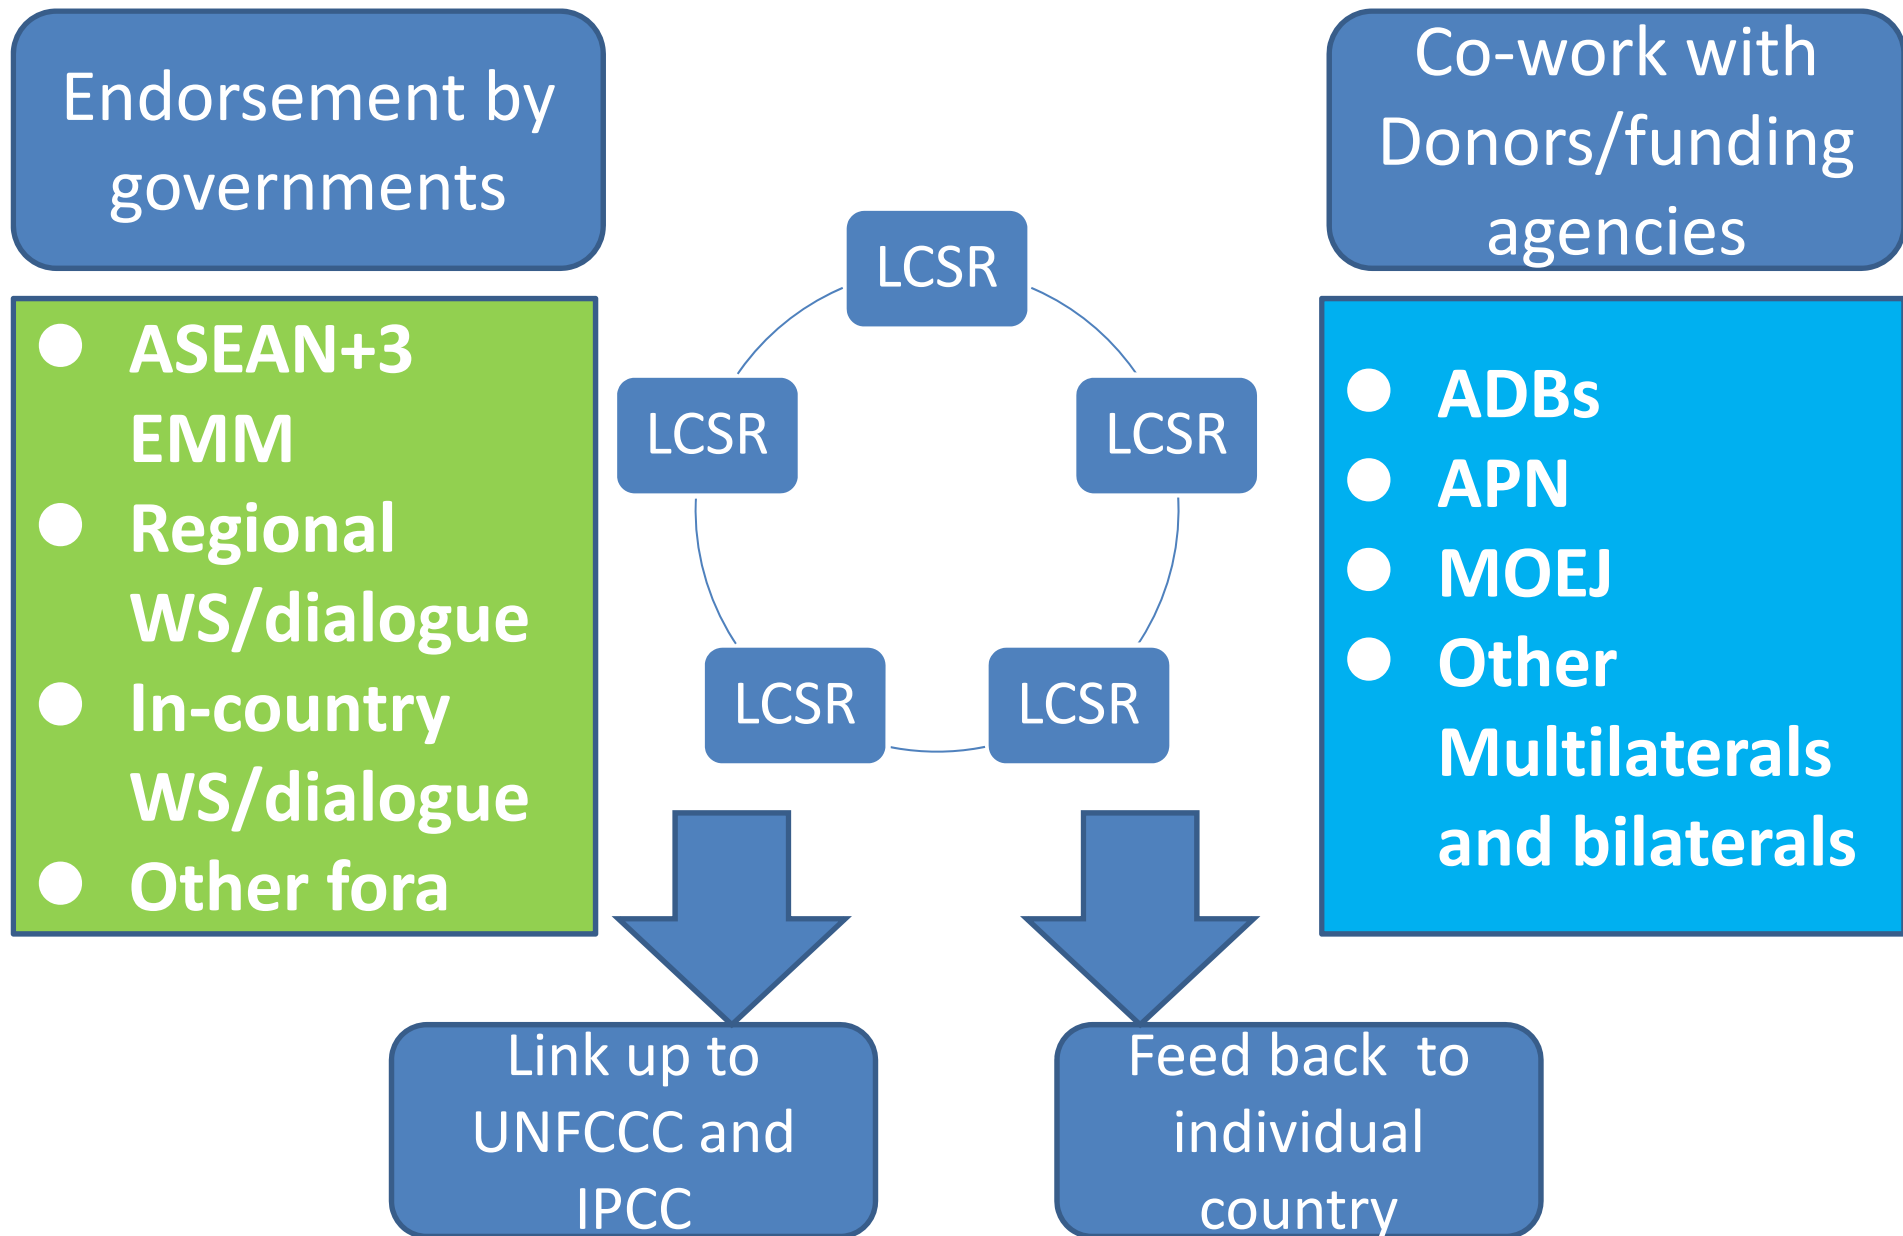 Endorsement by
governments
ASEAN+3
EMM
Regional
WS/dialogue
In-country
WS/dialogue
Other fora
LCSR
LCSR
LCSR
LCSR
LCSR
Co-work with
Donors/funding
agencies
ADBs
APN
MOEJ
Other
Multilaterals
and bilaterals
Link up to
UNFCCC and
IPCC
Feed back to
individual
country